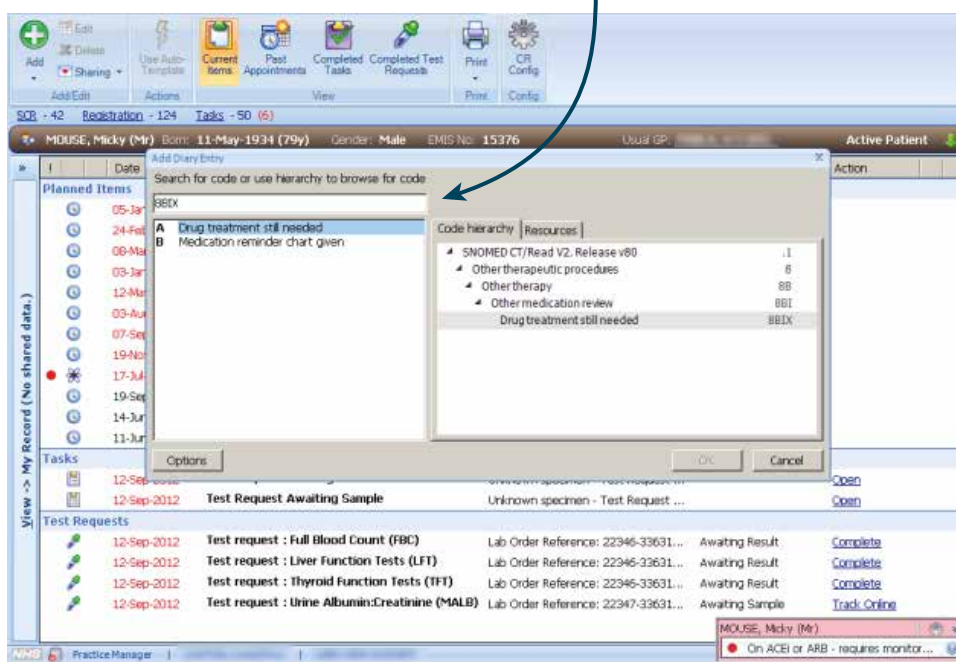 Add
Edit
Delete
Sharing
Use Auto-
Template
Current
Items
Past
Appointments
Completed
Tasks
Completed Test
Requests
Print
CR
Config
Add/Edit
Actions
View
Print
Config
SCR - 42 Registration - 124 Tasks - 50 (6)
MOUSE, Micky (Mr) Born: 11-May-1934 (79y) Gender: Male EMIS No: 15376 Usual GP: Active Patient
» ! Date Action
Add Diary Entry X
Search for code or use hierarchy to browse for code
8BIX
A Drug treatment still needed
B Medication reminder chart given
Code hierarchy Resources
SNOMED CT/Read V2. Release v80 .1
Other therapeutic procedures 8
Other therapy 8B
Other medication review 8BI
Drug treatment still needed 8BIX
Options OK Cancel
Planned Items
05-Jan
24-Feb
08-Mar
03-Jan
12-Mar
03-Aug
07-Sep
19-Nov
17-Jul
19-Sep
14-Jun
11-Jun
View -> My Record (No shared data.)
Tasks
12-Sep-2012 Open
12-Sep-2012 Test Request Awaiting Sample Unknown specimen - Test Request ... Open
Test Requests
12-Sep-2012 Test request : Full Blood Count (FBC) Lab Order Reference: 22346-33631... Awaiting Result Complete
12-Sep-2012 Test request : Liver Function Tests (LFT) Lab Order Reference: 22346-33631... Awaiting Result Complete
12-Sep-2012 Test request : Thyroid Function Tests (TFT) Lab Order Reference: 22346-33631... Awaiting Result Complete
12-Sep-2012 Test request : Urine Albumin:Creatinine (MALB) Lab Order Reference: 22347-33631... Awaiting Sample Track Online
MOUSE, Micky (Mr)
On ACEi or ARB - requires monitor...
NHS Practice Manager